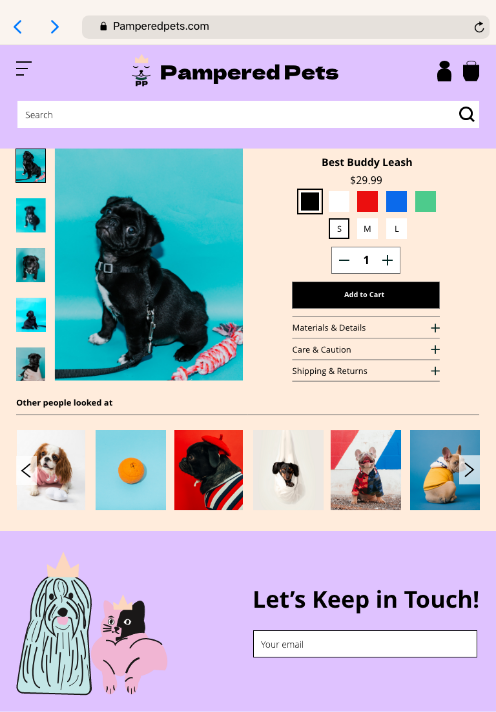 Pamperedpets.com
PP
Pampered Pets
Search
Best Buddy Leash
$29.99
S M L
1
Add to Cart
Materials & Details
Care & Caution
Shipping & Returns
Other people looked at
Let's Keep in Touch!
Your email